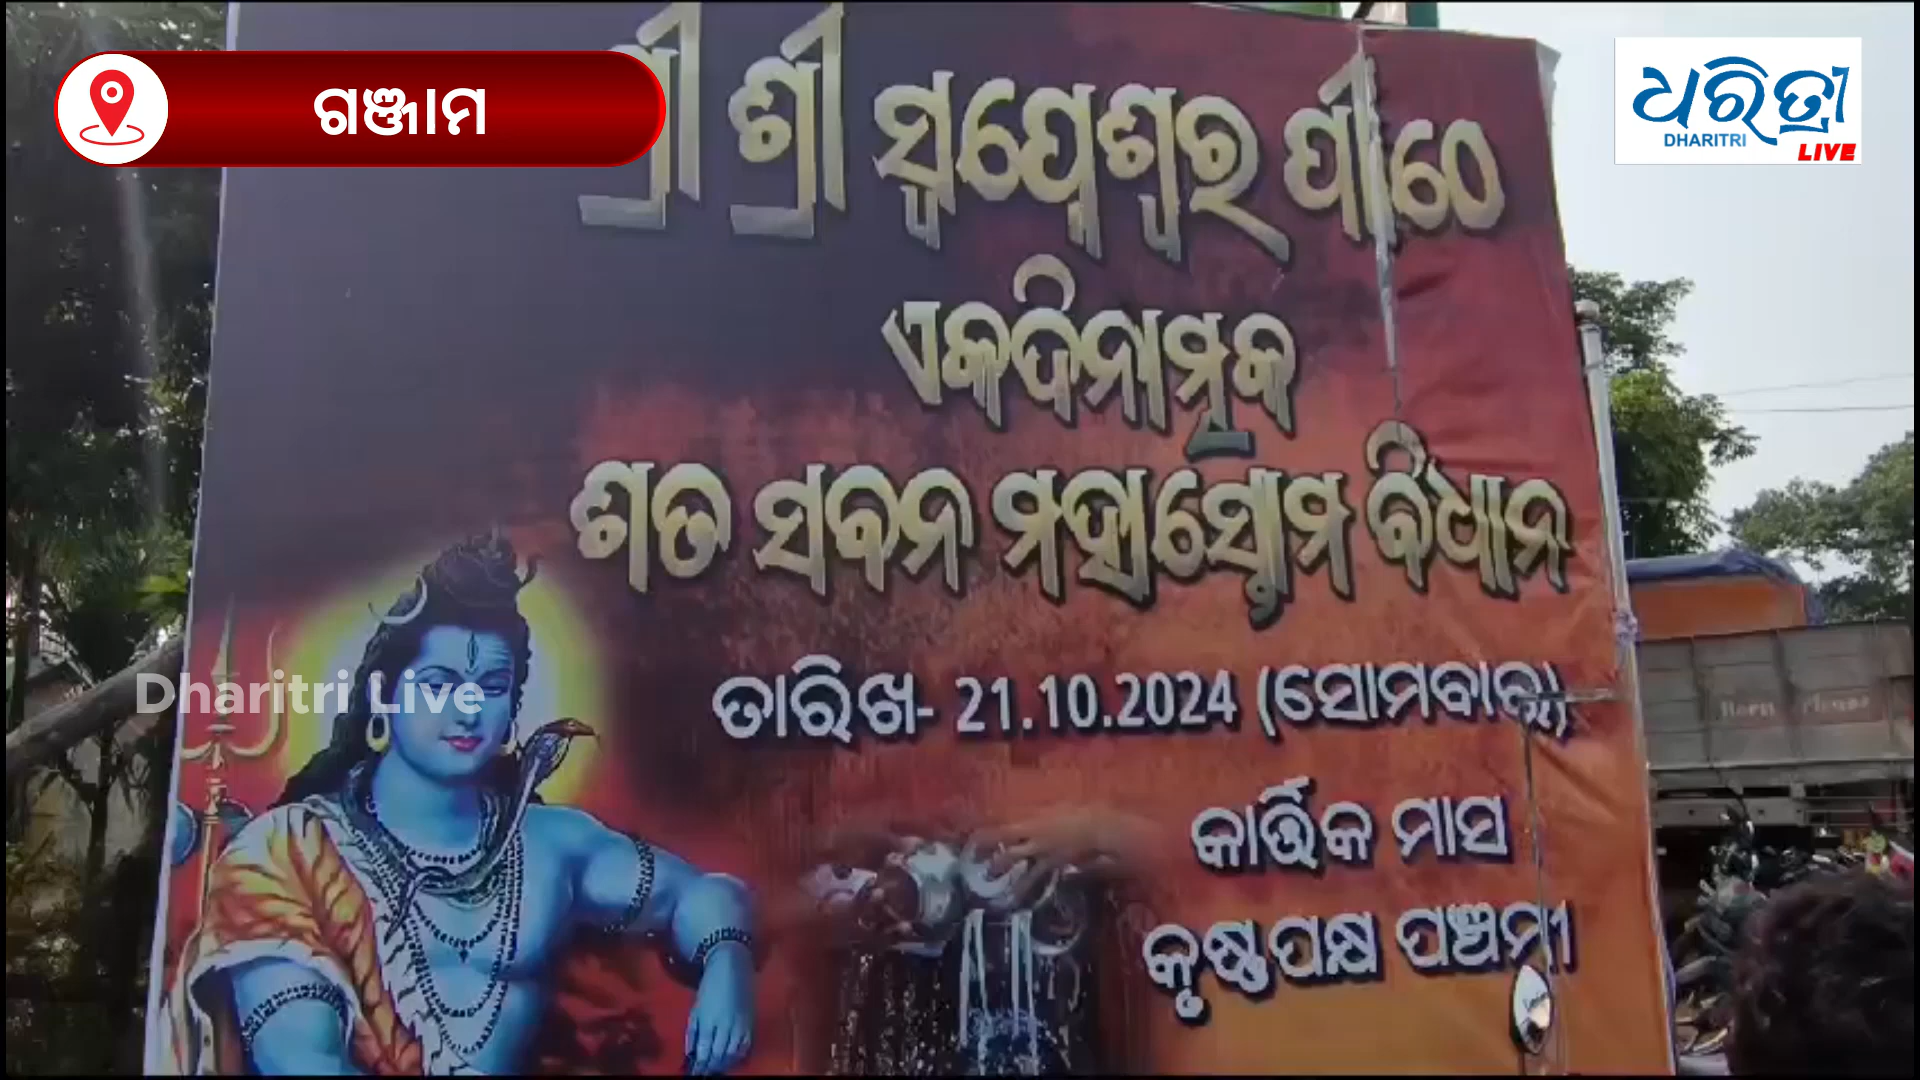 ଗଞ୍ଜାମ
ଧରିତ୍ରୀ
DHARITRI
LIVE
ଶ୍ରୀ ଶ୍ରୀ ସ୍ୱପ୍ନେଶ୍ୱର ପୀଠେ
ଏକଦିନାତ୍ମକ
ଶତ ସବନ ମହାସ୍ତୋମ ବିଧାନ
Dharitri Live
ତାରିଖ- 21.10.2024 (ସୋମବାର)
କାର୍ତ୍ତିକ ମାସ
କୃଷ୍ଣପକ୍ଷ ପଞ୍ଚମୀ